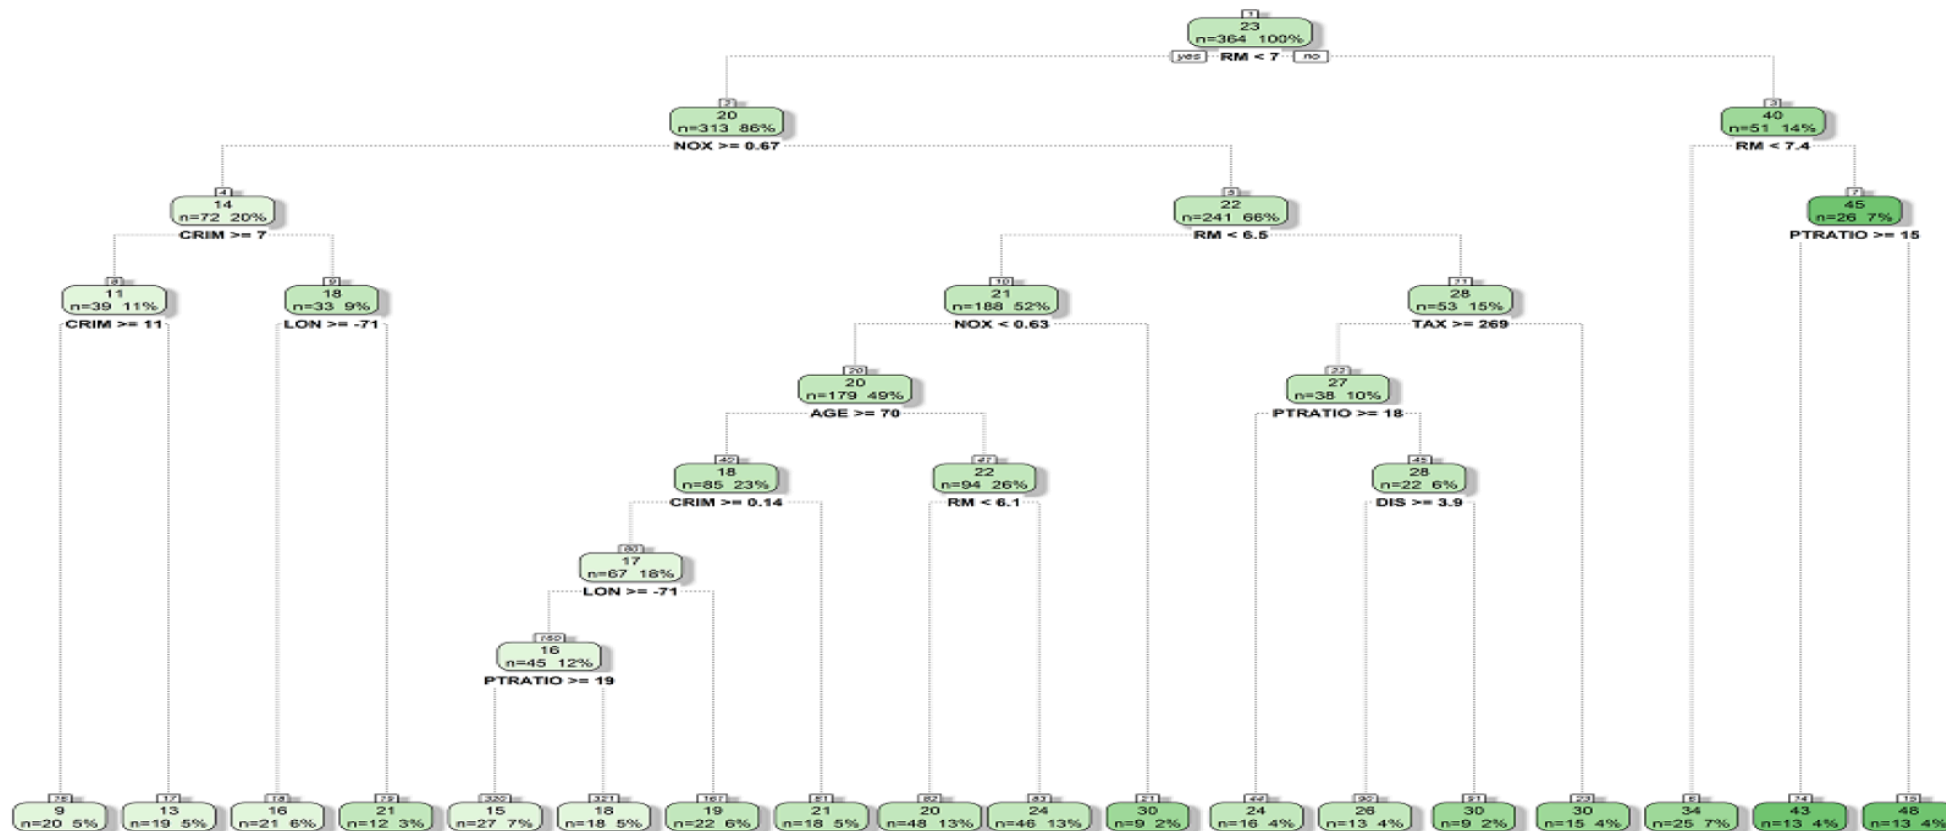 1
23
n=364 100%
yes RM < 7 no
2
20
n=313 86%
NOX >= 0.67
3
40
n=51 14%
RM < 7.4
4
14
n=72 20%
CRIM >= 7
5
22
n=241 66%
RM < 6.5
7
45
n=26 7%
PTRATIO >= 15
8
11
n=39 11%
CRIM >= 11
9
18
n=33 9%
LON >= -71
10
21
n=188 52%
NOX < 0.63
11
28
n=53 15%
TAX >= 269
20
20
n=179 49%
AGE >= 70
22
27
n=38 10%
PTRATIO >= 18
40
18
n=85 23%
CRIM >= 0.14
41
22
n=94 26%
RM < 6.1
45
28
n=22 6%
DIS >= 3.9
80
17
n=67 18%
LON >= -71
160
16
n=45 12%
PTRATIO >= 19
16
9
n=20 5%
17
13
n=19 5%
18
16
n=21 6%
19
21
n=12 3%
320
15
n=27 7%
321
18
n=18 5%
161
19
n=22 6%
81
21
n=18 5%
82
20
n=48 13%
83
24
n=46 13%
21
30
n=9 2%
44
24
n=16 4%
90
26
n=13 4%
91
30
n=9 2%
23
30
n=15 4%
6
34
n=25 7%
14
43
n=13 4%
15
48
n=13 4%